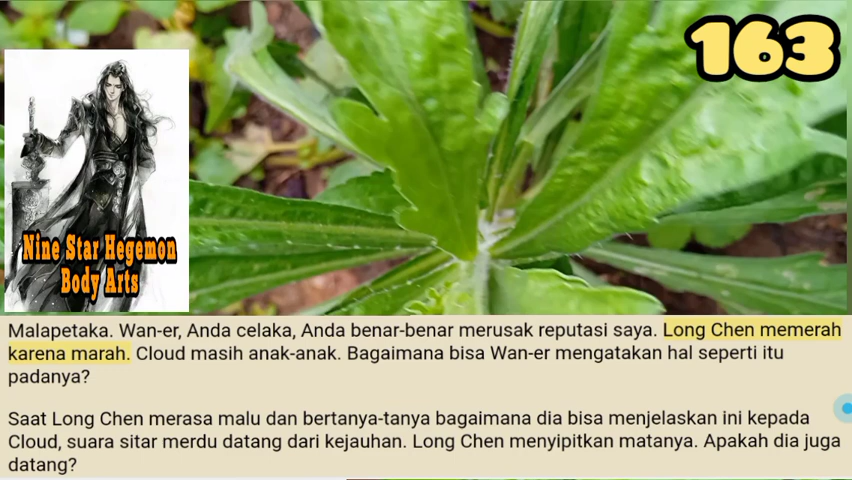 163
Nine Star Hegemon
Body Arts
Malapetaka. Wan-er, Anda celaka, Anda benar-benar merusak reputasi saya. Long Chen memerah
karena marah. Cloud masih anak-anak. Bagaimana bisa Wan-er mengatakan hal seperti itu
padanya?
Saat Long Chen merasa malu dan bertanya-tanya bagaimana dia bisa menjelaskan ini kepada
Cloud, suara sitar merdu datang dari kejauhan. Long Chen menyipitkan matanya. Apakah dia juga
datang?